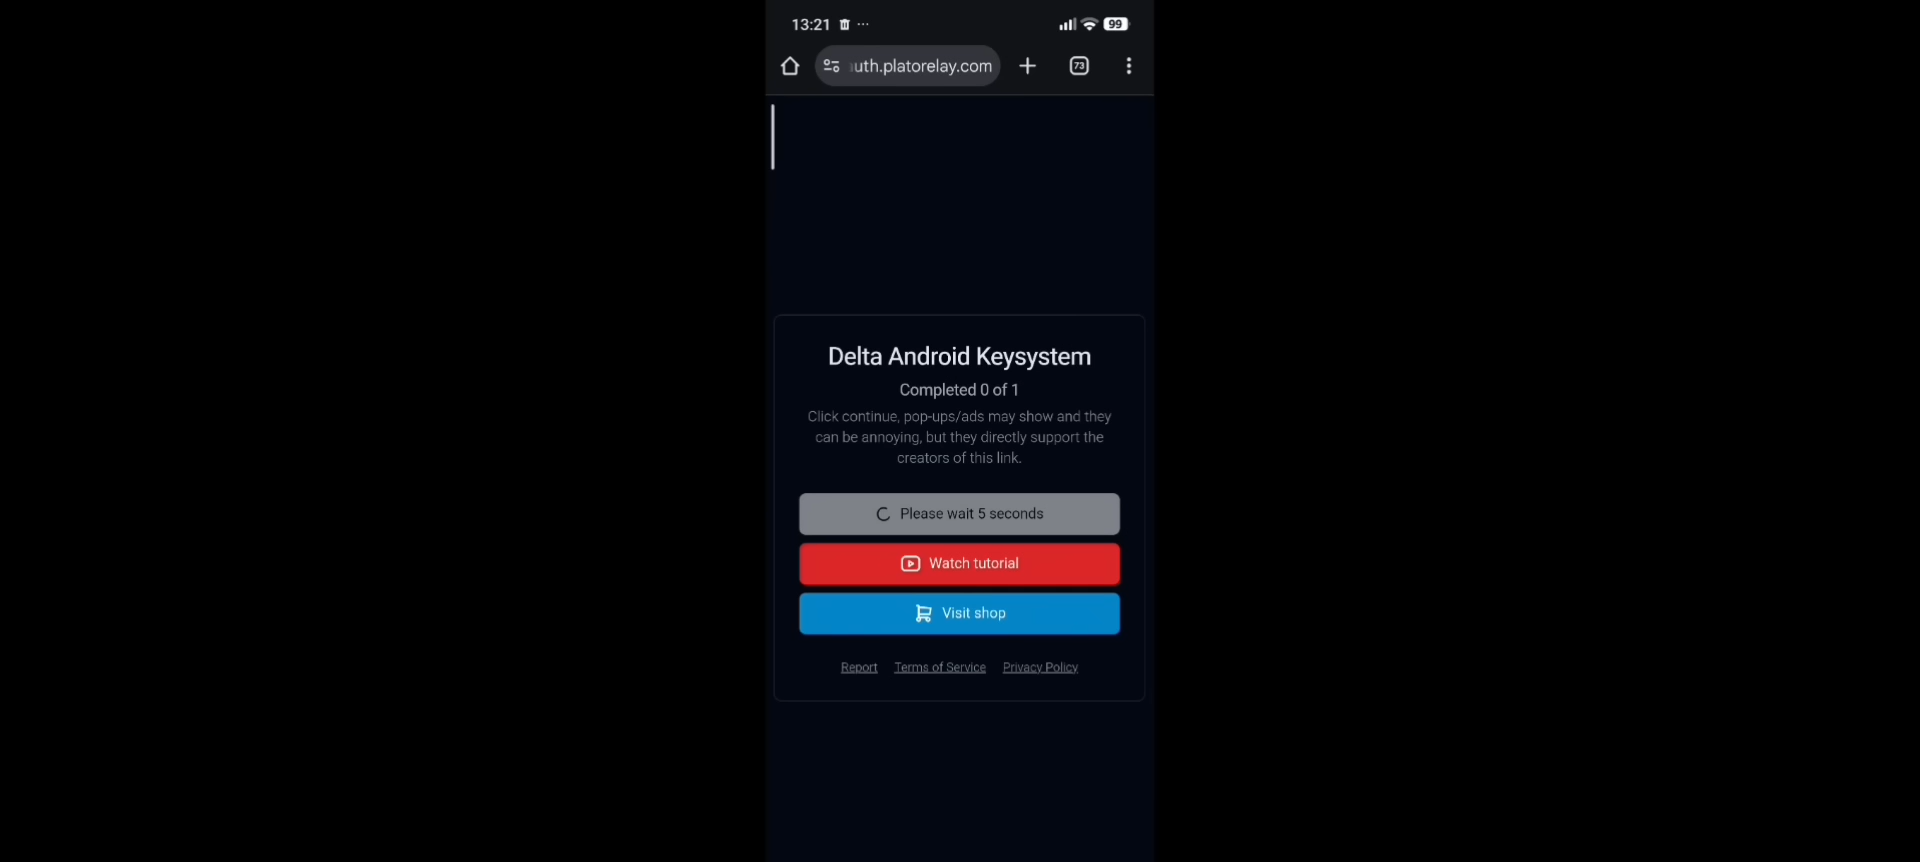 13:21 ...
99
uth.platorelay.com
73
Delta Android Keysystem
Completed 0 of 1
Click continue, pop-ups/ads may show and they
can be annoying, but they directly support the
creators of this link.
Please wait 5 seconds
Watch tutorial
Visit shop
Report Terms of Service Privacy Policy